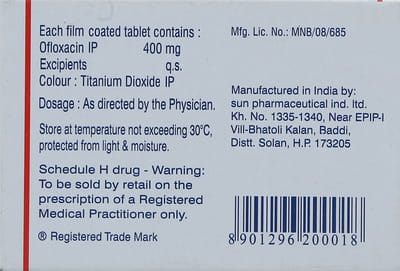 Each film coated tablet contains :
Ofloxacin IP 400 mg
Excipients q.s.
Colour : Titanium Dioxide IP
Dosage : As directed by the Physician.
Store at temperature not exceeding 30°C,
protected from light & moisture.
Schedule H drug - Warning:
To be sold by retail on the
prescription of a Registered
Medical Practitioner only.
® Registered Trade Mark
Mfg. Lic. No.: MNB/08/685
Manufactured in India by:
sun pharmaceutical ind. ltd.
Kh. No. 1335-1340, Near EPIP-I
Vill-Bhatoli Kalan, Baddi,
Distt. Solan, H.P. 173205
8 901296 200018